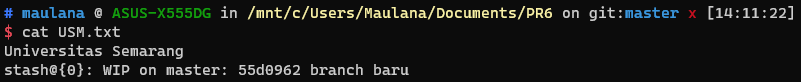 # maulana @ ASUS-X555DG in /mnt/c/Users/Maulana/Documents/PR6 on git:master x [14:11:22]
$ cat USM.txt
Universitas Semarang
stash@{0}: WIP on master: 55d0962 branch baru